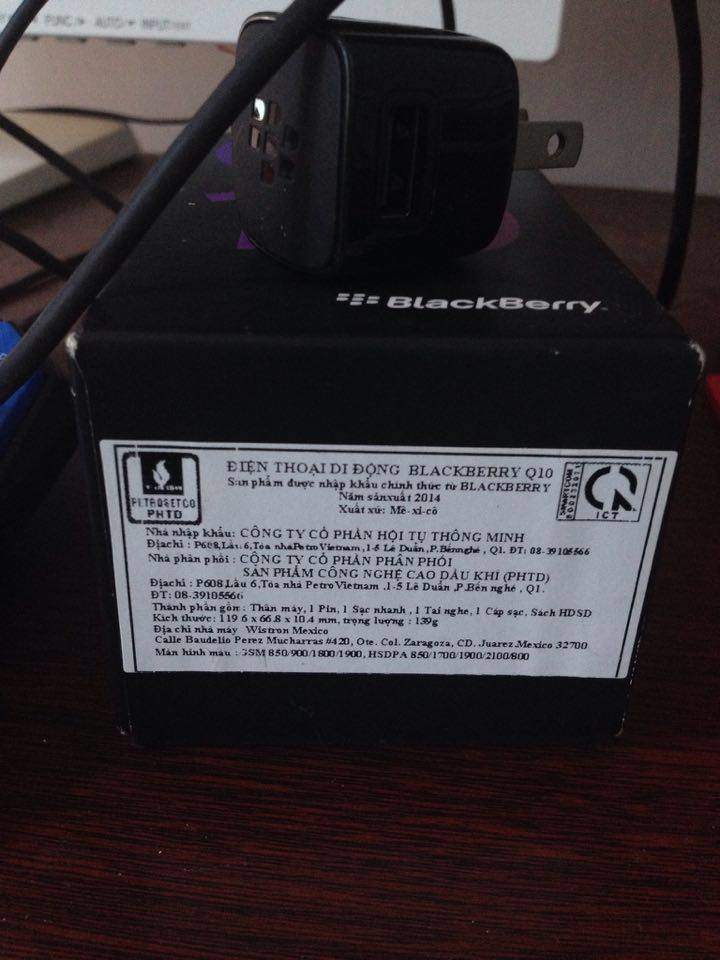 FUNC/ AUTO/ INPUT/
BlackBerry
PETROSETCO
PHTD
ĐIỆN THOẠI DI ĐỘNG BLACKBERRY Q10
Sản phẩm được nhập khẩu chính thức từ BLACKBERRY
Năm sản xuất 2014
Xuất xứ: Mê-xi-cô
ICT
Nhà nhập khẩu: CÔNG TY CỔ PHẦN HỘI TỤ THÔNG MINH
Địa chỉ : P608,Lầu 6,Tòa nhà PetroVietnam ,1-5 Lê Duẩn ,P.Bến nghé , Q1. ĐT: 08-39105566
Nhà phân phối : CÔNG TY CỔ PHẦN PHÂN PHỐI
SẢN PHẨM CÔNG NGHỆ CAO DẦU KHÍ (PHTD)
Địa chỉ : P608,Lầu 6,Tòa nhà PetroVietnam ,1-5 Lê Duẩn ,P.Bến nghé , Q1.
ĐT: 08-39105566
Thành phần gồm : Thân máy, 1 Pin, 1 Sạc nhanh , 1 Tai nghe, 1 Cáp sạc, Sách HDSD
Kích thước: 119.6 x 66.8 x 10.4 mm, trọng lượng : 139g
Địa chỉ nhà máy Wistron Mexico
Calle Baudelio Perez Mucharras #420, Ote. Col. Zaragoza, CD. Juarez.Mexico 32700
Màn hình màu : GSM 850/900/1800/1900, HSDPA 850/1700/1900/2100/800